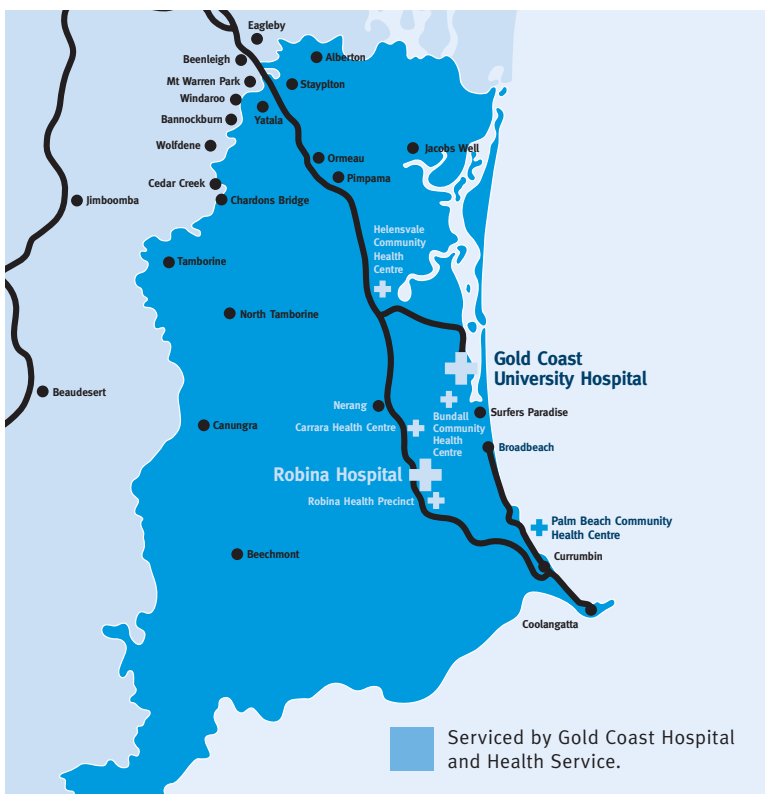 Eagleby
Alberton
Beenleigh
Mt Warren Park
Stayplton
Windaroo
Yatala
Bannockburn
Wolfdene
Jacobs Well
Ormeau
Pimpama
Cedar Creek
Chardons Bridge
Jimboomba
Helensvale
Community
Health
Centre
Tamborine
North Tamborine
Gold Coast
University Hospital
Beaudesert
Nerang
Surfers Paradise
Bundall
Community
Health
Centre
Canungra
Carrara Health Centre
Broadbeach
Robina Hospital
Robina Health Precinct
Palm Beach Community
Health Centre
Beechmont
Currumbin
Coolangatta
Serviced by Gold Coast Hospital
and Health Service.